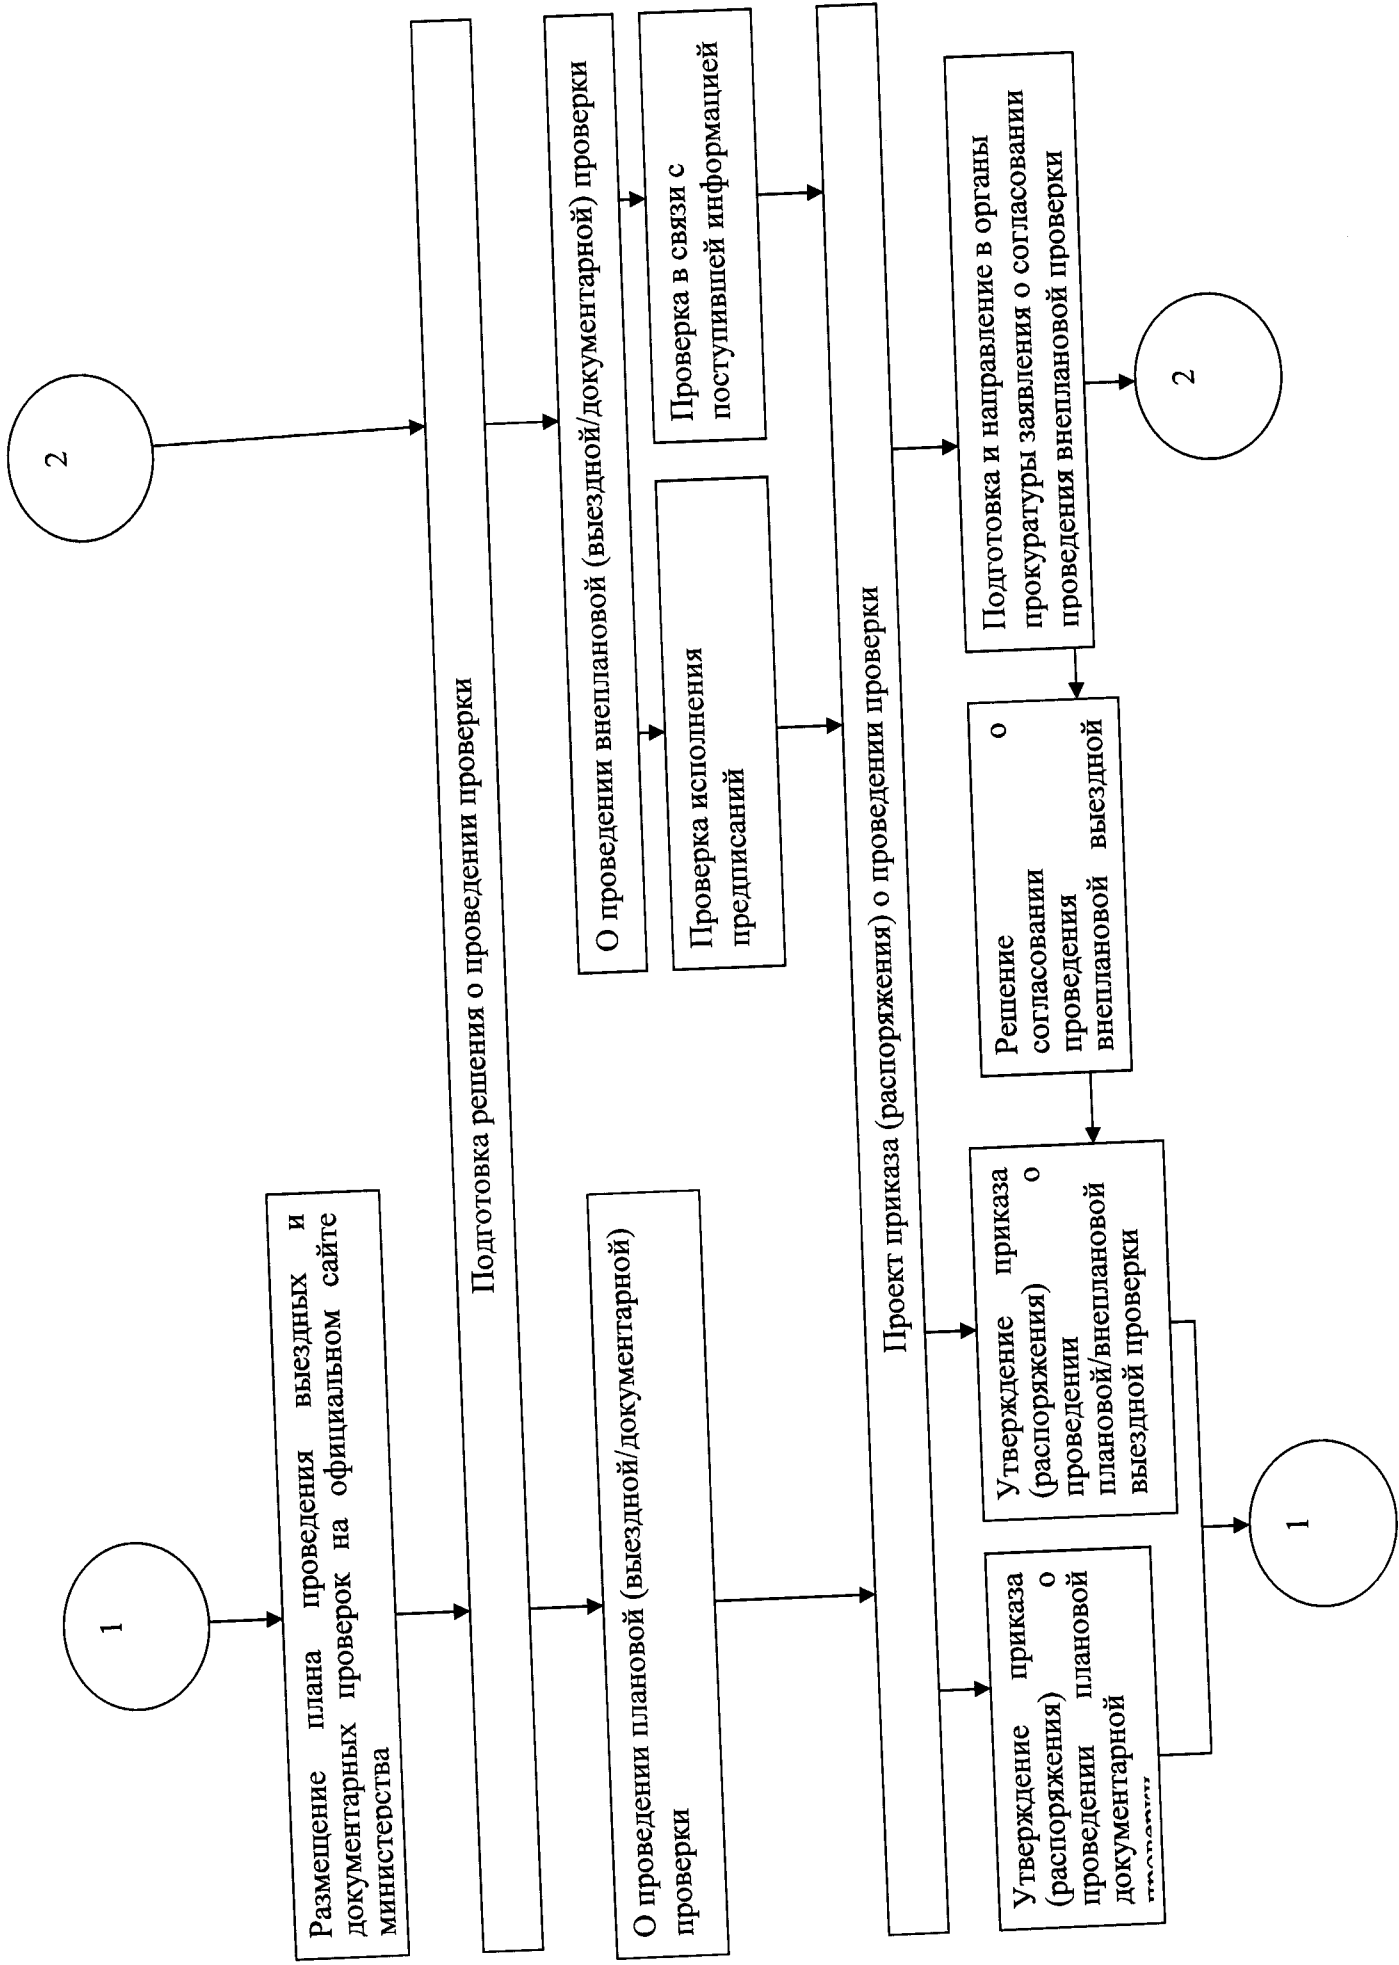 1
2
Размещение плана проведения выездных и
документарных проверок на официальном сайте
министерства
Подготовка решения о проведении проверки
О проведении плановой (выездной/документарной)
проверки
О проведении внеплановой (выездной/документарной) проверки
Проверка исполнения
предписаний
Проверка в связи с
поступившей информацией
Проект приказа (распоряжения) о проведении проверки
Утверждение приказа
(распоряжения) о
проведении плановой
документарной
Утверждение приказа
(распоряжения) о
проведении
плановой/внеплановой
выездной проверки
Решение о
согласовании
проведения
внеплановой выездной
Подготовка и направление в органы
прокуратуры заявления о согласовании
проведения внеплановой проверки
1
2